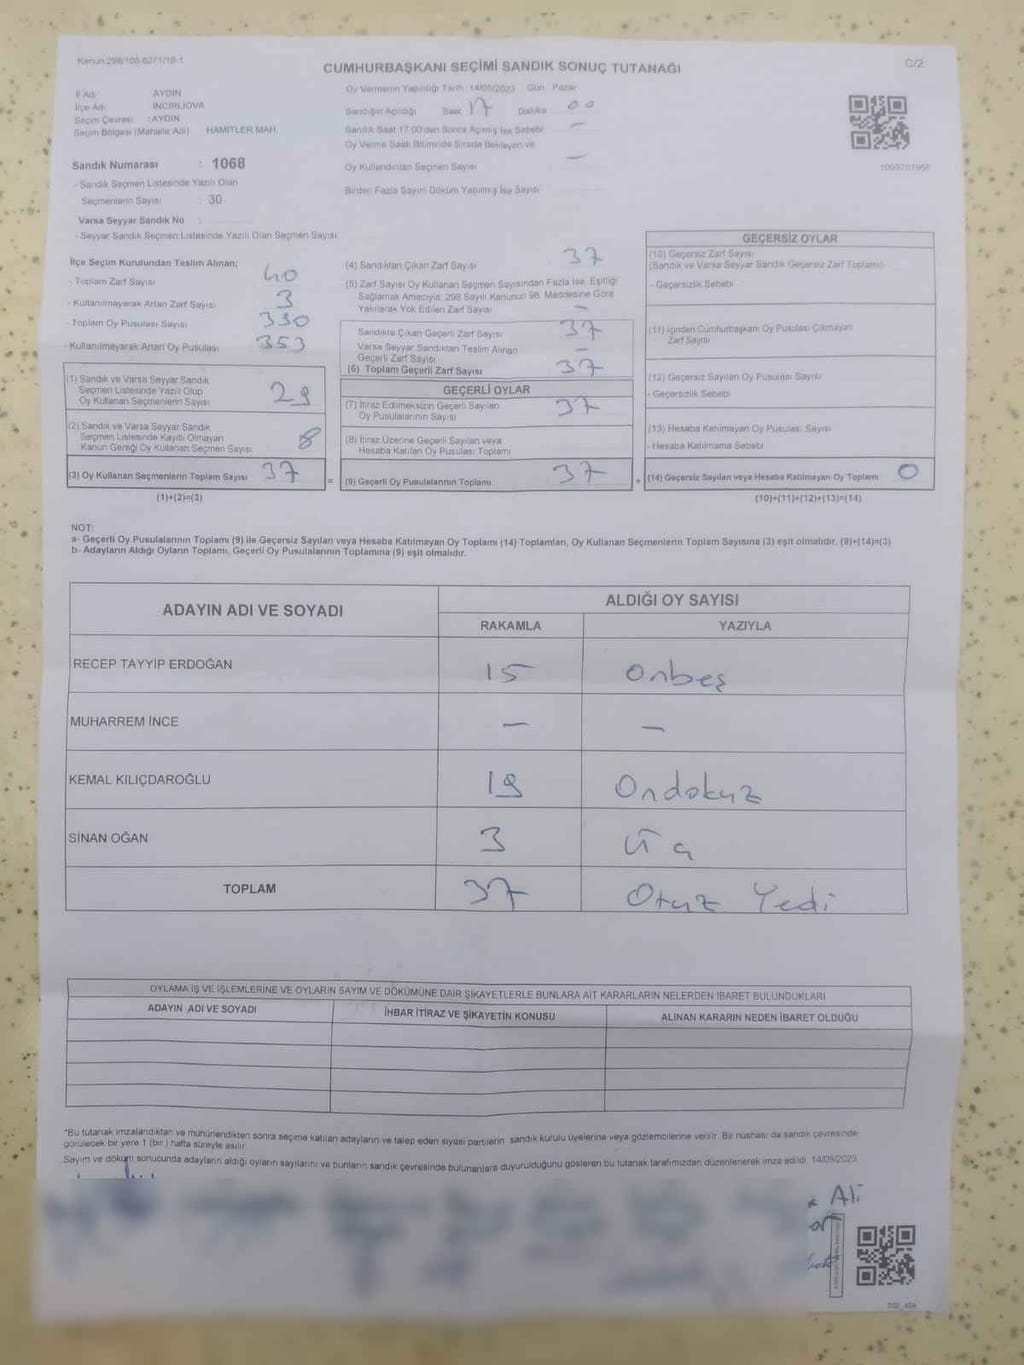 Kanun 298/105,6271/18-1
CUMHURBAŞKANI SEÇİMİ SANDIK SONUÇ TUTANAĞI
C/2
İl Adı : AYDIN
İlçe Adı : İNCİRLİOVA
Seçim Çevresi : AYDIN
Seçim Bölgesi (Mahalle Adı) HAMİTLER MAH.
Oy Vermenin Yapıldığı Tarih 14/05/2023 Gün Pazar
Sandığın Açıldığı Saat 17 Dakika 00
Sandık Saat 17.00'den Sonra Açılmış İse Sebebi —
Oy Verme Saati Bitiminde Sırada Bekleyen ve
Oy Kullandırılan Seçmen Sayısı —
Birden Fazla Sayım Döküm Yapılmış İse Sayısı
Sandık Numarası : 1068
- Sandık Seçmen Listesinde Yazılı Olan
Seçmenlerin Sayısı : 30
Varsa Seyyar Sandık No :
- Seyyar Sandık Seçmen Listesinde Yazılı Olan Seçmen Sayısı
İlçe Seçim Kurulundan Teslim Alınan;
- Toplam Zarf Sayısı 40
- Kullanılmayarak Artan Zarf Sayısı 3
- Toplam Oy Pusulası Sayısı
- Kullanılmayarak Artan Oy Pusulası 353
(1) Sandık ve Varsa Seyyar Sandık
Seçmen Listesinde Yazılı Olup
Oy Kullanan Seçmenlerin Sayısı 29
(2) Sandık ve Varsa Seyyar Sandık
Seçmen Listesinde Kayıtlı Olmayan
Kanun Gereği Oy Kullanan Seçmen Sayısı 8
(3) Oy Kullanan Seçmenlerin Toplam Sayısı 37
(1)+(2)=(3)
(4) Sandıktan Çıkan Zarf Sayısı 37
(5) Zarf Sayısı Oy Kullanan Seçmen Sayısından Fazla İse, Eşitliği
Sağlamak Amacıyla, 298 Sayılı Kanunun 98. Maddesine Göre
Yakılarak Yok Edilen Zarf Sayısı —
Sandıkta Çıkan Geçerli Zarf Sayısı 37
Varsa Seyyar Sandıktan Teslim Alınan
Geçerli Zarf Sayısı —
(6) Toplam Geçerli Zarf Sayısı 37
GEÇERLİ OYLAR
(7) İtiraz Edilmeksizin Geçerli Sayılan
Oy Pusulalarının Sayısı 37
(8) İtiraz Üzerine Geçerli Sayılan veya
Hesaba Katılan Oy Pusulası Toplamı
= (9) Geçerli Oy Pusulalarının Toplamı 37
GEÇERSİZ OYLAR
(10) Geçersiz Zarf Sayısı
(Sandık ve Varsa Seyyar Sandık Geçersiz Zarf Toplamı)
- Geçersizlik Sebebi
(11) İçinden Cumhurbaşkanı Oy Pusulası Çıkmayan
Zarf Sayısı
(12) Geçersiz Sayılan Oy Pusulası Sayısı
- Geçersizlik Sebebi
(13) Hesaba Katılmayan Oy Pusulası Sayısı
- Hesaba Katılmama Sebebi
+ (14) Geçersiz Sayılan veya Hesaba Katılmayan Oy Toplamı 0
(10)+(11)+(12)+(13)=(14)
NOT:
a- Geçerli Oy Pusulalarının Toplamı (9) ile Geçersiz Sayılan veya Hesaba Katılmayan Oy Toplamı (14) Toplamları, Oy Kullanan Seçmenlerin Toplam Sayısına (3) eşit olmalıdır. (9)+(14)=(3)
b- Adayların Aldığı Oyların Toplamı, Geçerli Oy Pusulalarının Toplamına (9) eşit olmalıdır.
ADAYIN ADI VE SOYADI ALDIĞI OY SAYISI
RAKAMLA YAZIYLA
RECEP TAYYİP ERDOĞAN 15 Onbeş
MUHARREM İNCE — —
KEMAL KILIÇDAROĞLU 19 Ondokuz
SİNAN OĞAN 3 Üç
TOPLAM 37 Otuz Yedi
OYLAMA İŞ VE İŞLEMLERİNE VE OYLARIN SAYIM VE DÖKÜMÜNE DAİR ŞİKAYETLERLE BUNLARA AİT KARARLARIN NELERDEN İBARET BULUNDUKLARI
ADAYIN ADI VE SOYADI İHBAR İTİRAZ VE ŞİKAYETİN KONUSU ALINAN KARARIN NEDEN İBARET OLDUĞU
*Bu tutanak imzalandıktan ve mühürlendikten sonra seçime katılan adayların ve talep eden siyasi partilerin sandık kurulu üyelerine veya gözlemcilerine verilir. Bir nüshası da sandık çevresinde
görülecek bir yere 1 (bir) hafta süreyle asılır.
Sayım ve döküm sonucunda adayların aldığı oyların sayılarını ve bunların sandık çevresinde bulunanlara duyurulduğunu gösteren bu tutanak tarafımızdan düzenlenerek imza edildi. 14/05/2023
Ali